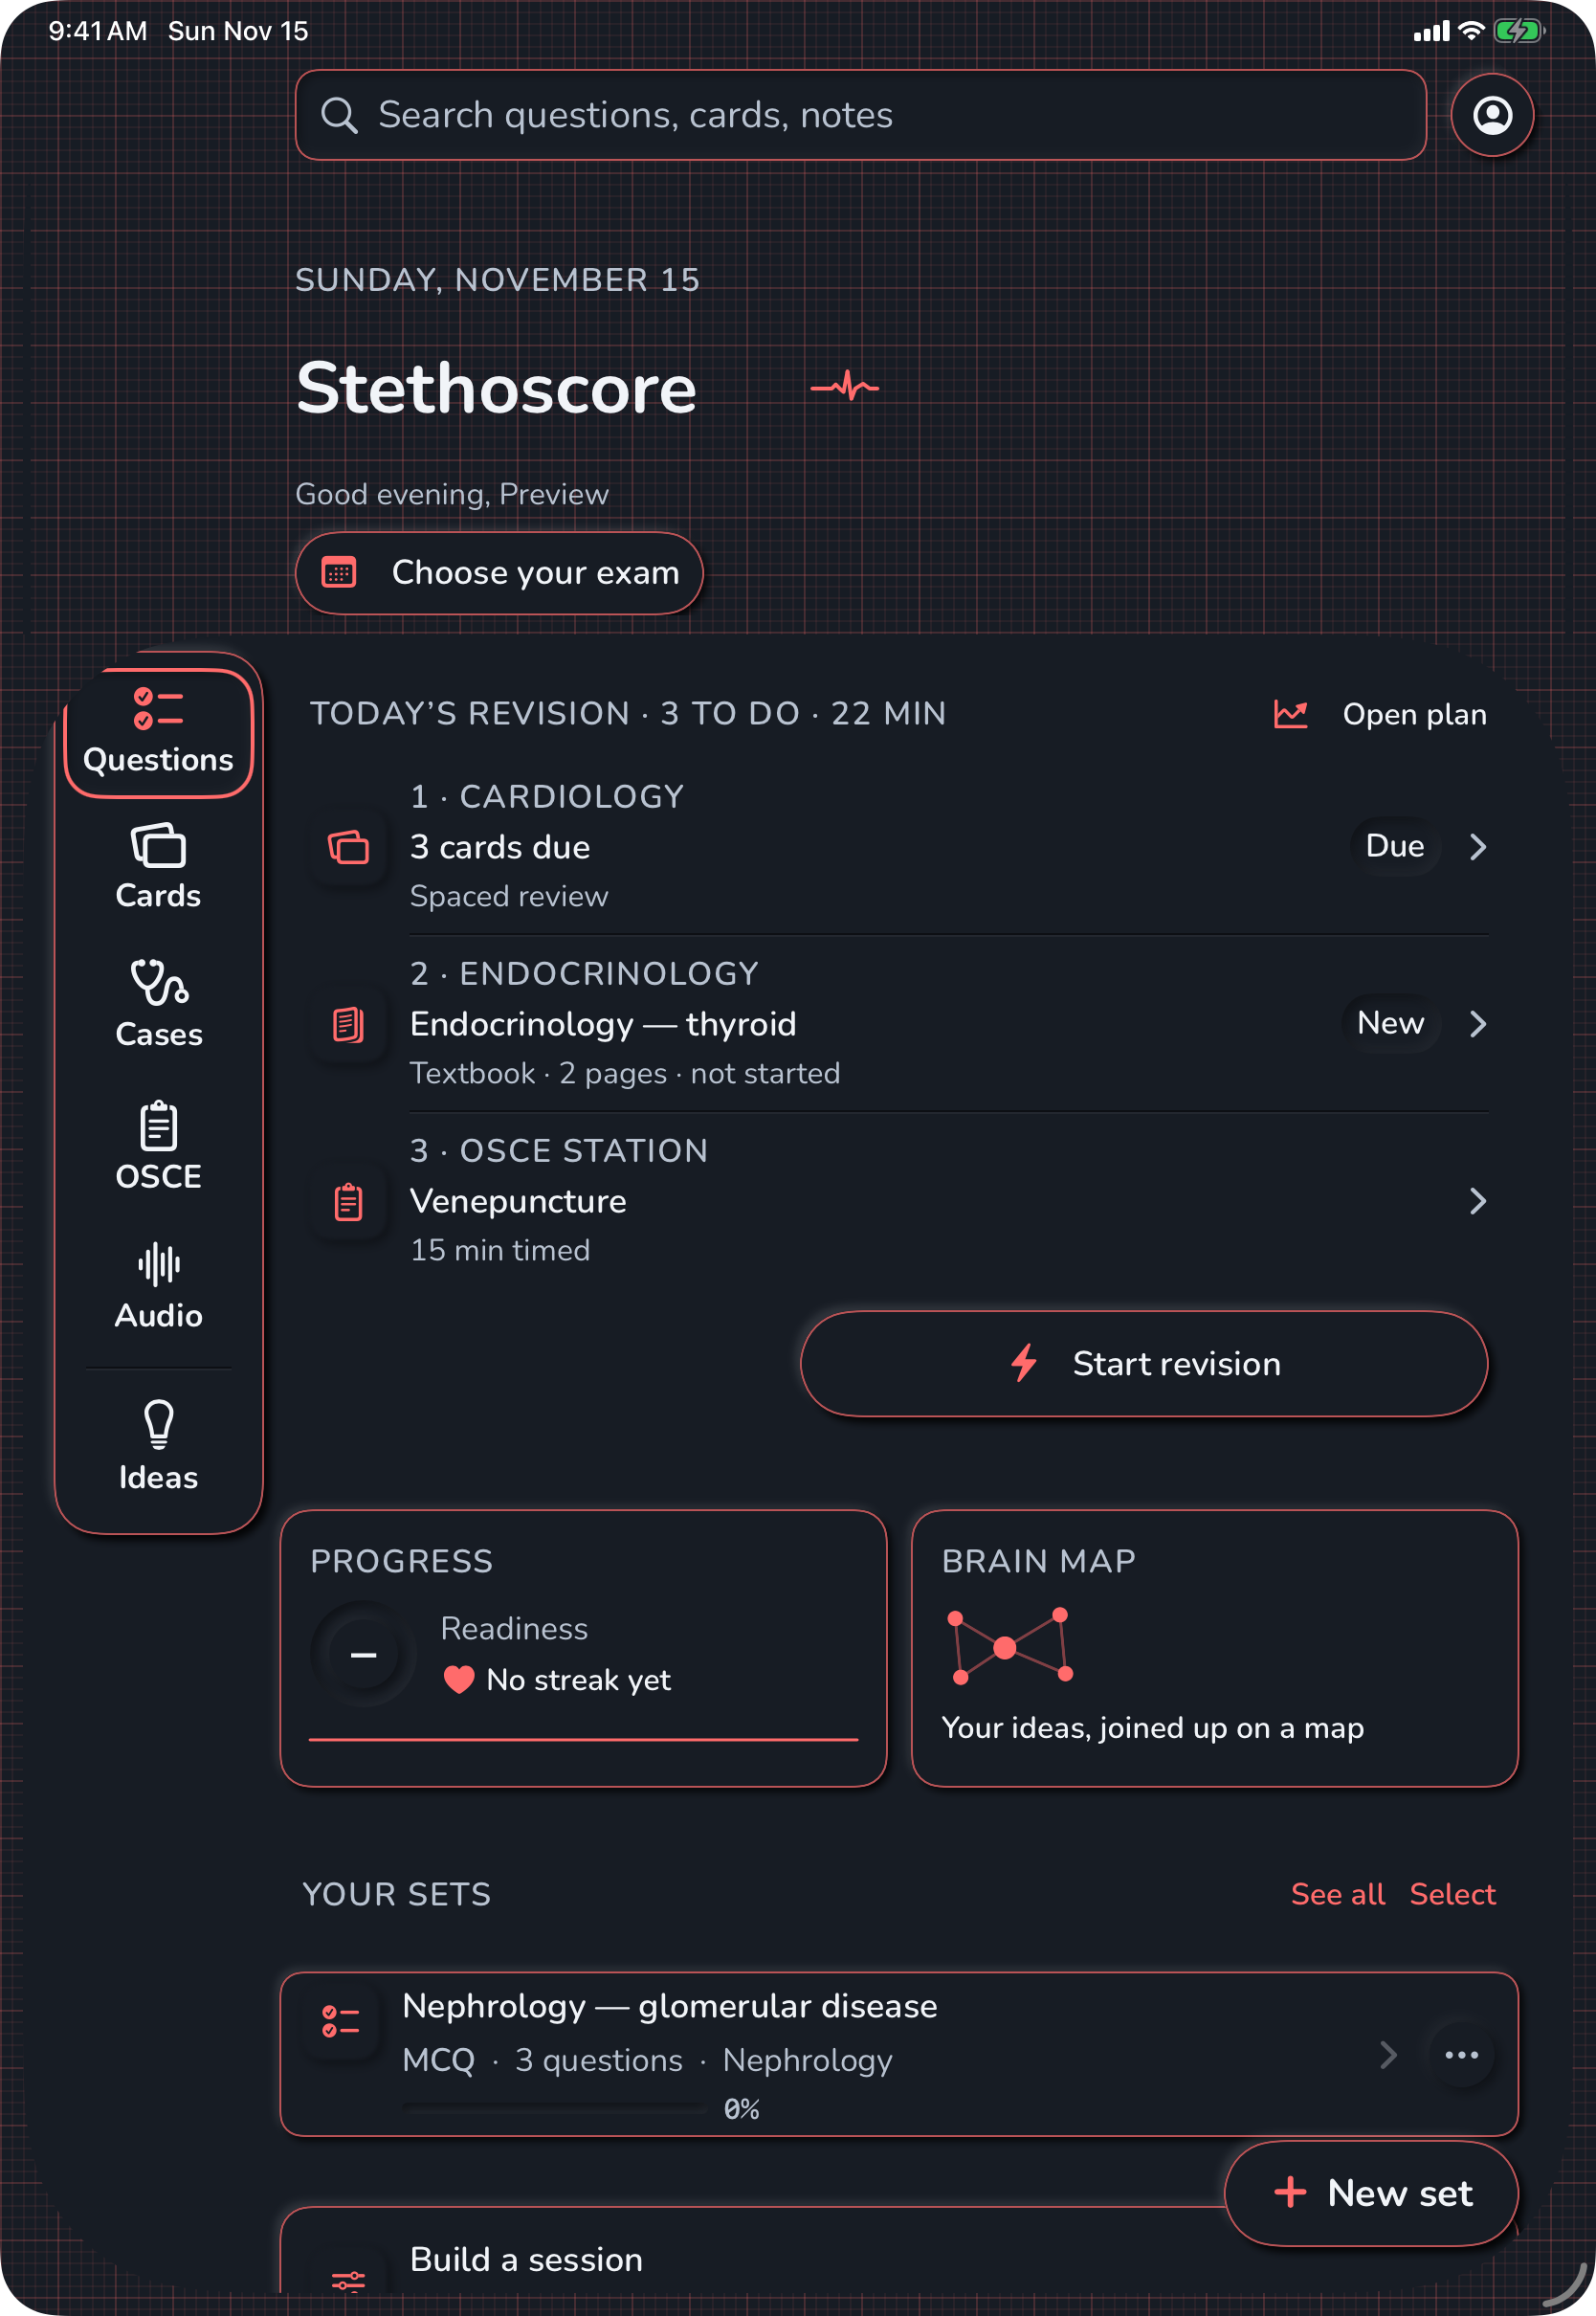 9:41 AM Sun Nov 15
Search questions, cards, notes
SUNDAY, NOVEMBER 15
Stethoscore
Good evening, Preview
Choose your exam
Questions
Cards
Cases
OSCE
Audio
Ideas
TODAY’S REVISION · 3 TO DO · 22 MIN
Open plan
1 · CARDIOLOGY
3 cards due
Spaced review
Due
2 · ENDOCRINOLOGY
Endocrinology — thyroid
Textbook · 2 pages · not started
New
3 · OSCE STATION
Venepuncture
15 min timed
Start revision
PROGRESS
–
Readiness
No streak yet
BRAIN MAP
Your ideas, joined up on a map
YOUR SETS
See all Select
Nephrology — glomerular disease
MCQ · 3 questions · Nephrology
0%
New set
Build a session